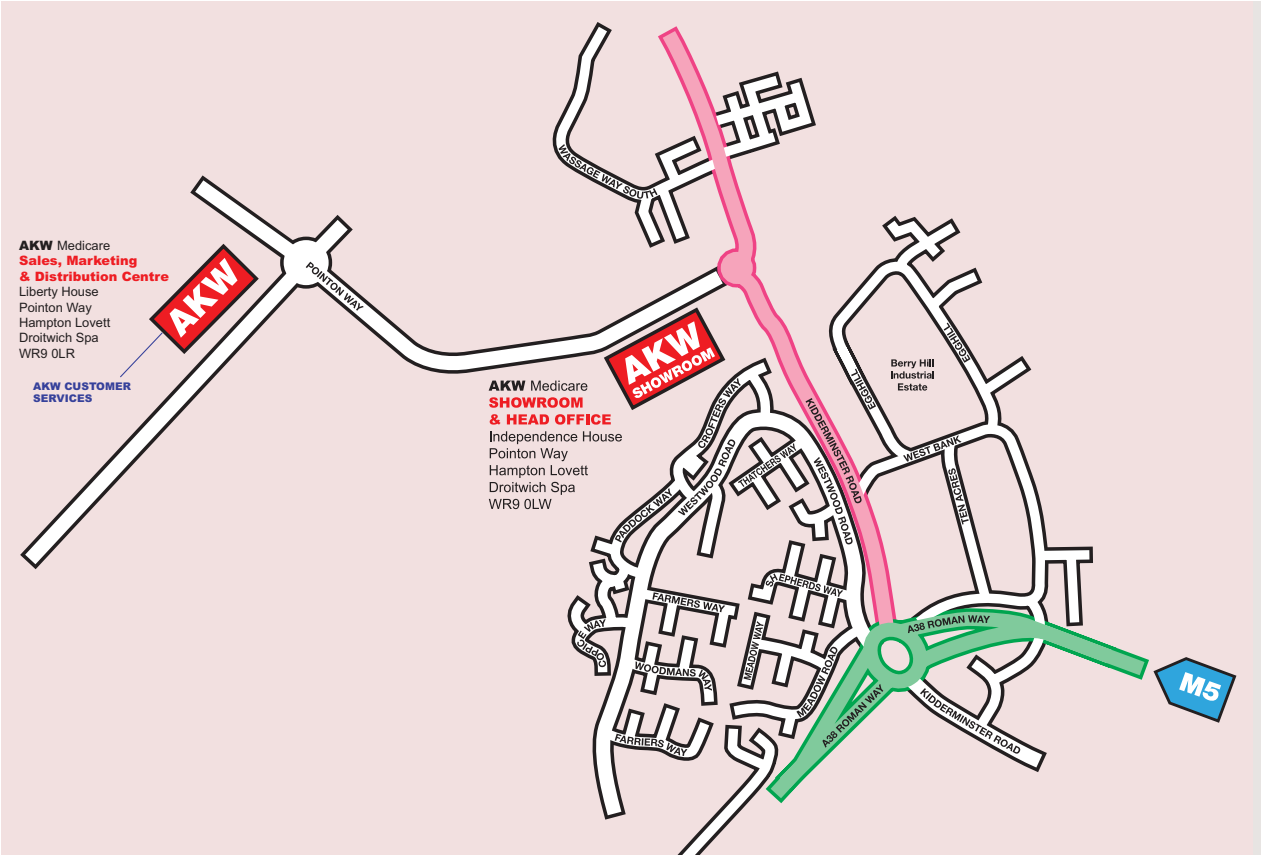 WASSAGE WAY SOUTH
AKW Medicare
Sales, Marketing
& Distribution Centre
Liberty House
Pointon Way
Hampton Lovett
Droitwich Spa
WR9 0LR
AKW CUSTOMER
SERVICES
AKW
POINTON WAY
AKW
SHOWROOM
AKW Medicare
SHOWROOM
& HEAD OFFICE
Independence House
Pointon Way
Hampton Lovett
Droitwich Spa
WR9 0LW
EGGHILL
EGGHILL
Berry Hill
Industrial
Estate
KIDDERMINSTER ROAD
WEST BANK
TEN ACRES
CROFTERS WAY
WESTWOOD ROAD
THATCHERS WAY
WESTWOOD ROAD
PADDOCK WAY
SHEPHERDS WAY
FARMERS WAY
COPPICE WAY
MEADOW WAY
WOODMANS WAY
MEADOW ROAD
FARRIERS WAY
A38 ROMAN WAY
A38 ROMAN WAY
KIDDERMINSTER ROAD
M5